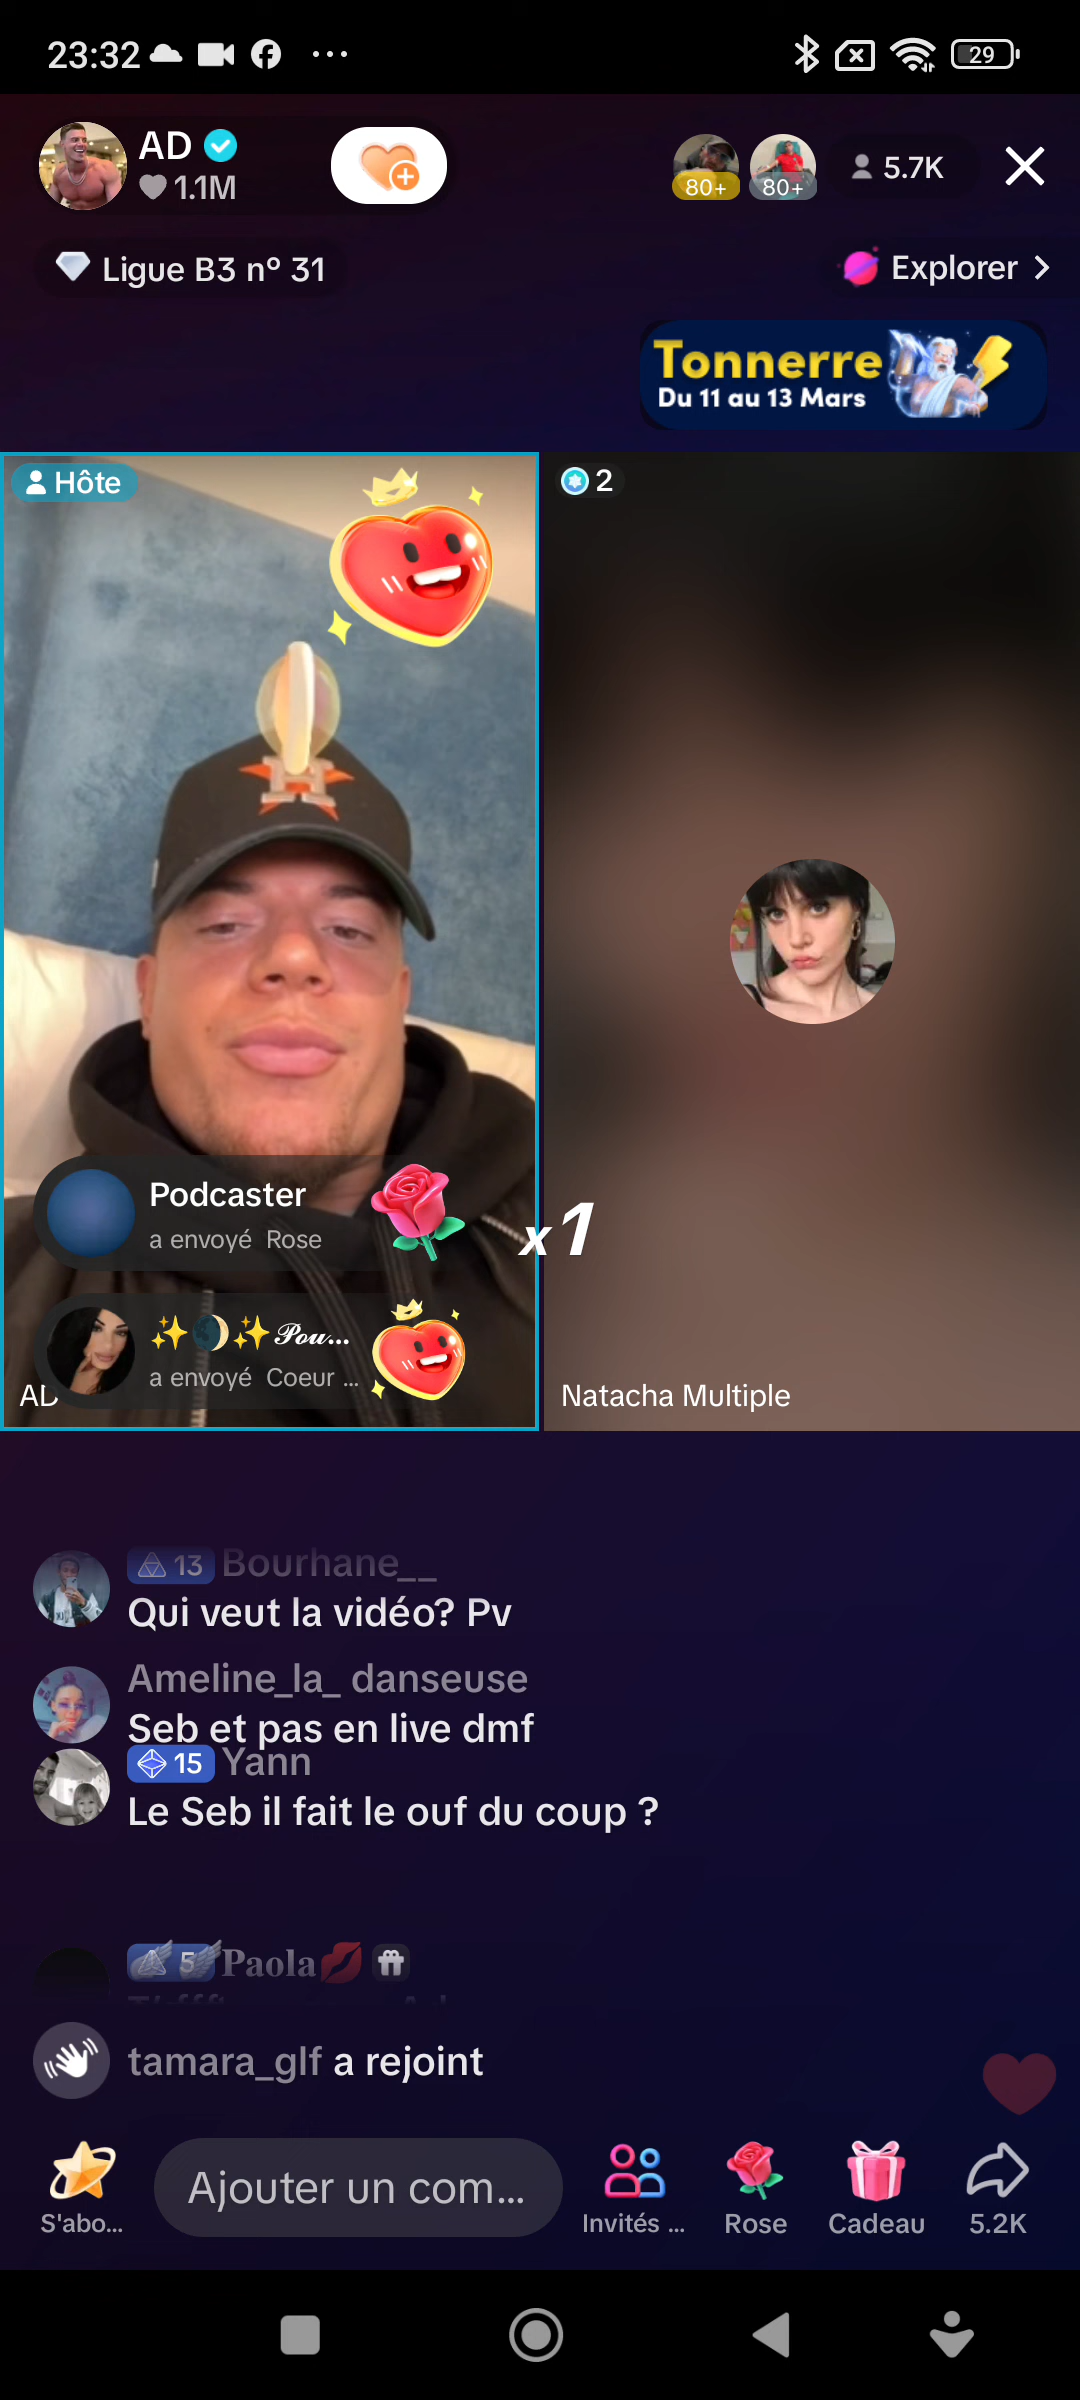 23:32
29
AD
1.1M
80+
80+
5.7K
Ligue B3 nº 31
Explorer
Tonnerre
Du 11 au 13 Mars
Hôte
2
Podcaster
a envoyé Rose
x1
✨🌒✨𝒫ℴ𝓊...
a envoyé Coeur ...
AD
Natacha Multiple
13 Bourhane__
Qui veut la vidéo? Pv
Ameline_la_ danseuse
Seb et pas en live dmf
15 Yann
Le Seb il fait le ouf du coup ?
5 Paola💋
tamara_glf a rejoint
S'abo...
Ajouter un com...
Invités ...
Rose
Cadeau
5.2K